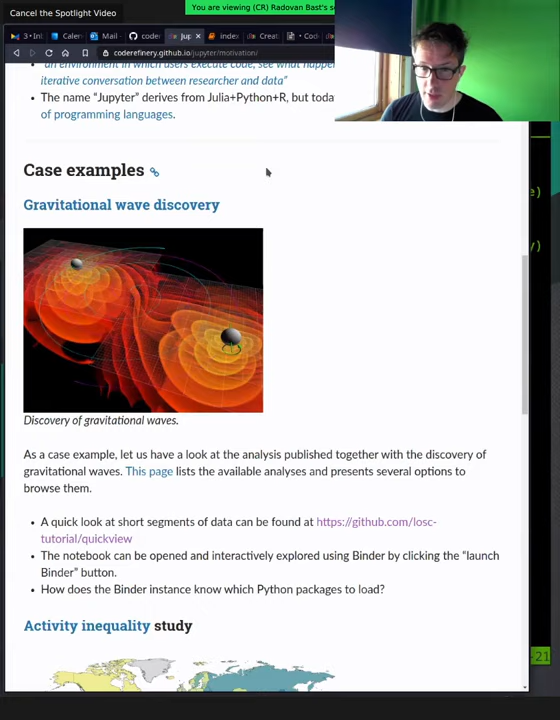 Cancel the Spotlight Video
You are viewing (CR) Radovan Bast's s
3•Inl
Calen
Mail -
coder
Jup
index
Creat
Cod
coderefinery.github.io/jupyter/motivation/
"an environment in which users execute code, see what happen
iterative conversation between researcher and data"
The name "Jupyter" derives from Julia+Python+R, but toda
of programming languages.
Case examples
Gravitational wave discovery
Discovery of gravitational waves.
As a case example, let us have a look at the analysis published together with the discovery of
gravitational waves. This page lists the available analyses and presents several options to
browse them.
A quick look at short segments of data can be found at https://github.com/losc-
tutorial/quickview
The notebook can be opened and interactively explored using Binder by clicking the "launch
Binder" button.
How does the Binder instance know which Python packages to load?
Activity inequality study
e)
y)
-21